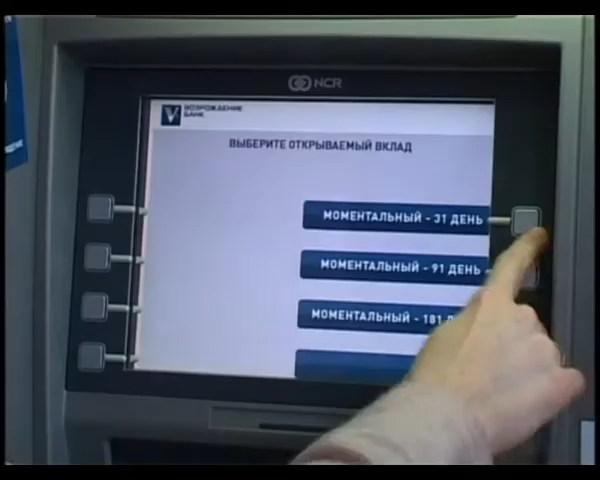 NCR
ВОЗРОЖДЕНИЕ
БАНК
ВЫБЕРИТЕ ОТКРЫВАЕМЫЙ ВКЛАД
МОМЕНТАЛЬНЫЙ - 31 ДЕНЬ
МОМЕНТАЛЬНЫЙ - 91 ДЕНЬ
МОМЕНТАЛЬНЫЙ - 181